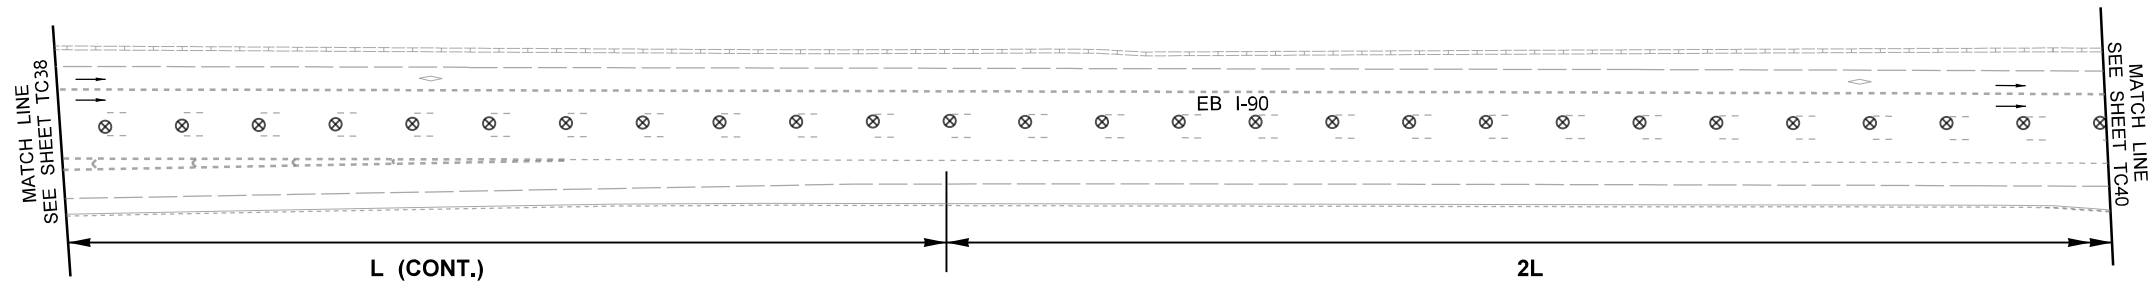 MATCH LINE
SEE SHEET TC38
EB I-90
MATCH LINE
SEE SHEET TC40
L (CONT.)
2L